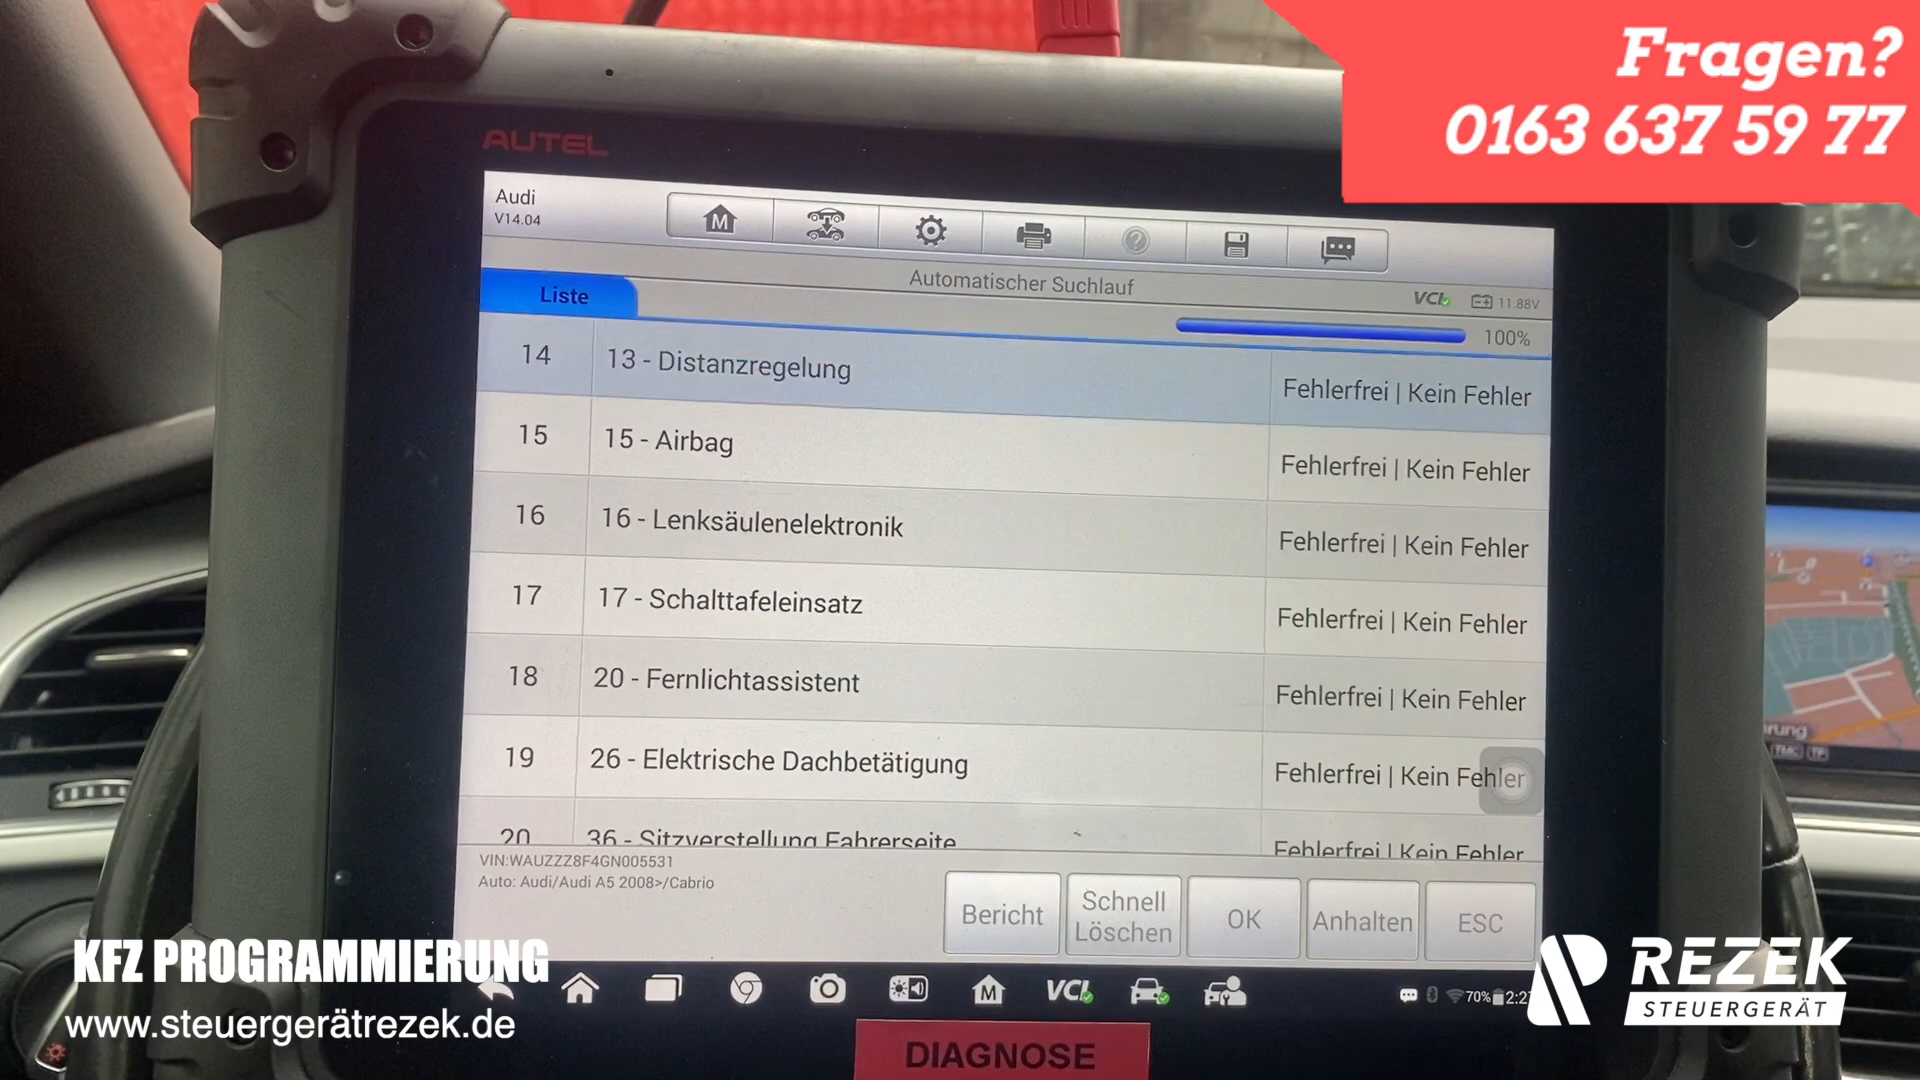 Fragen?
0163 637 59 77
AUTEL
Audi
V14.04
M
Automatischer Suchlauf
Liste
VCI
11.88V
100%
14 13 - Distanzregelung Fehlerfrei | Kein Fehler
15 15 - Airbag Fehlerfrei | Kein Fehler
16 16 - Lenksäulenelektronik Fehlerfrei | Kein Fehler
17 17 - Schalttafeleinsatz Fehlerfrei | Kein Fehler
18 20 - Fernlichtassistent Fehlerfrei | Kein Fehler
19 26 - Elektrische Dachbetätigung Fehlerfrei | Kein Fehler
20 36 - Sitzverstellung Fahrerseite Fehlerfrei | Kein Fehler
VIN:WAUZZZ8F4GN005531
Auto: Audi/Audi A5 2008>/Cabrio
Bericht
Schnell
Löschen
OK
Anhalten
ESC
TMC TP
M
VCI
70%
KFZ PROGRAMMIERUNG
www.steuergerätrezek.de
REZEK
STEUERGERÄT
DIAGNOSE